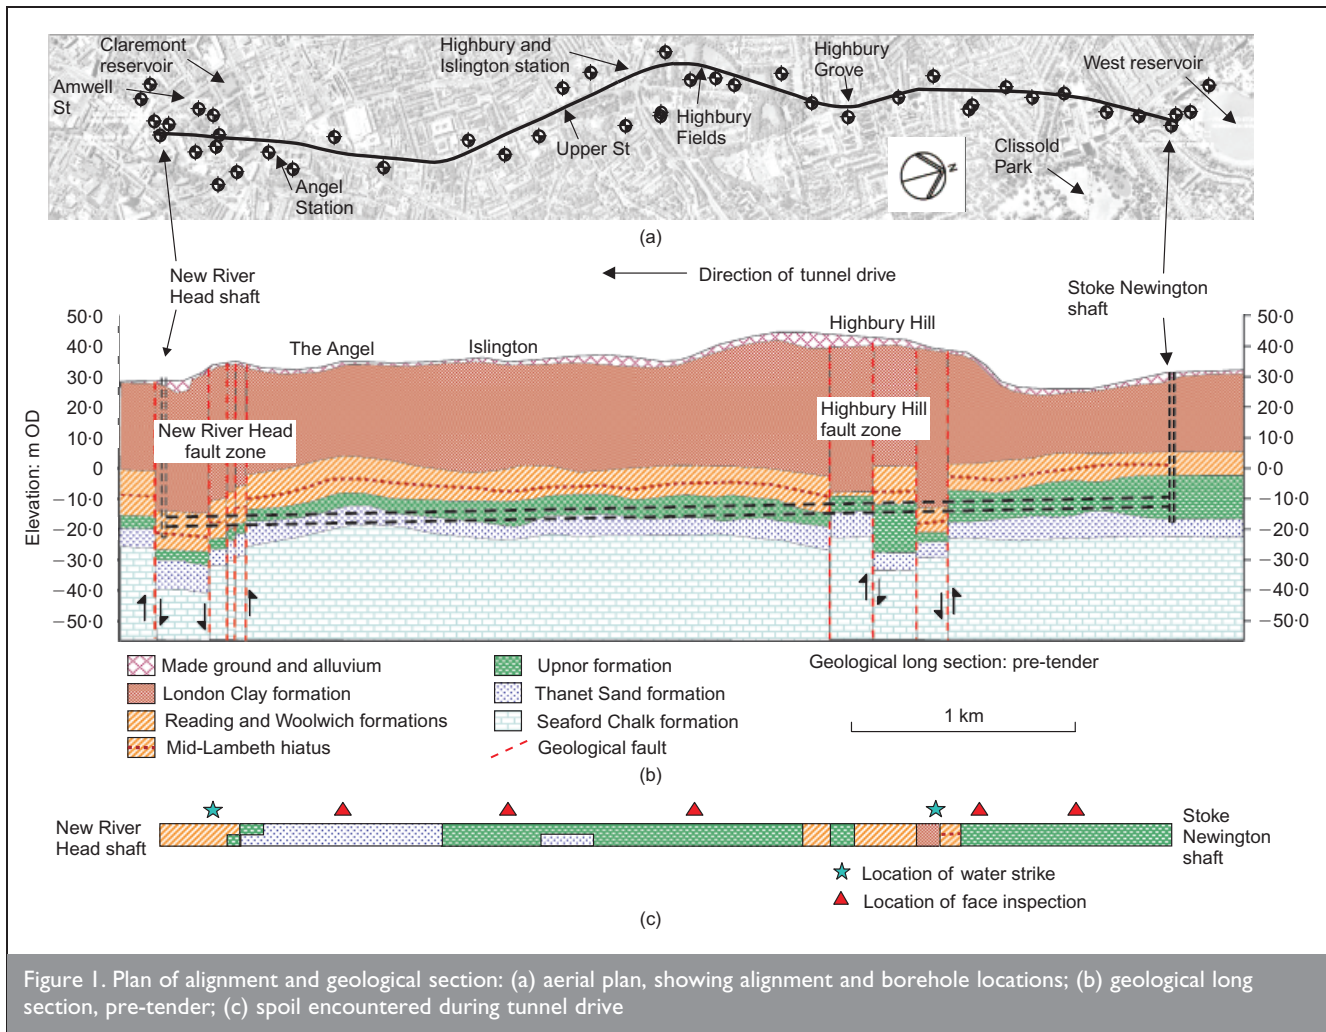 Claremont
reservoir
Amwell
St
Highbury and
Islington station
Highbury
Grove
West reservoir
Upper St
Highbury
Fields
Clissold
Park
Angel
Station
N
(a)
New River
Head shaft
Direction of tunnel drive
Stoke Newington
shaft
Elevation: m OD
50·0
40·0
30·0
20·0
10·0
0
−10·0
−20·0
−30·0
−40·0
−50·0
The Angel
Islington
Highbury Hill
New River Head
fault zone
Highbury Hill
fault zone
50·0
40·0
30·0
20·0
10·0
0·0
−10·0
−20·0
−30·0
−40·0
−50·0
Made ground and alluvium
London Clay formation
Reading and Woolwich formations
Mid-Lambeth hiatus
Upnor formation
Thanet Sand formation
Seaford Chalk formation
Geological fault
Geological long section: pre-tender
1 km
(b)
New River
Head shaft
Stoke
Newington
shaft
Location of water strike
Location of face inspection
(c)
Figure 1. Plan of alignment and geological section: (a) aerial plan, showing alignment and borehole locations; (b) geological long
section, pre-tender; (c) spoil encountered during tunnel drive